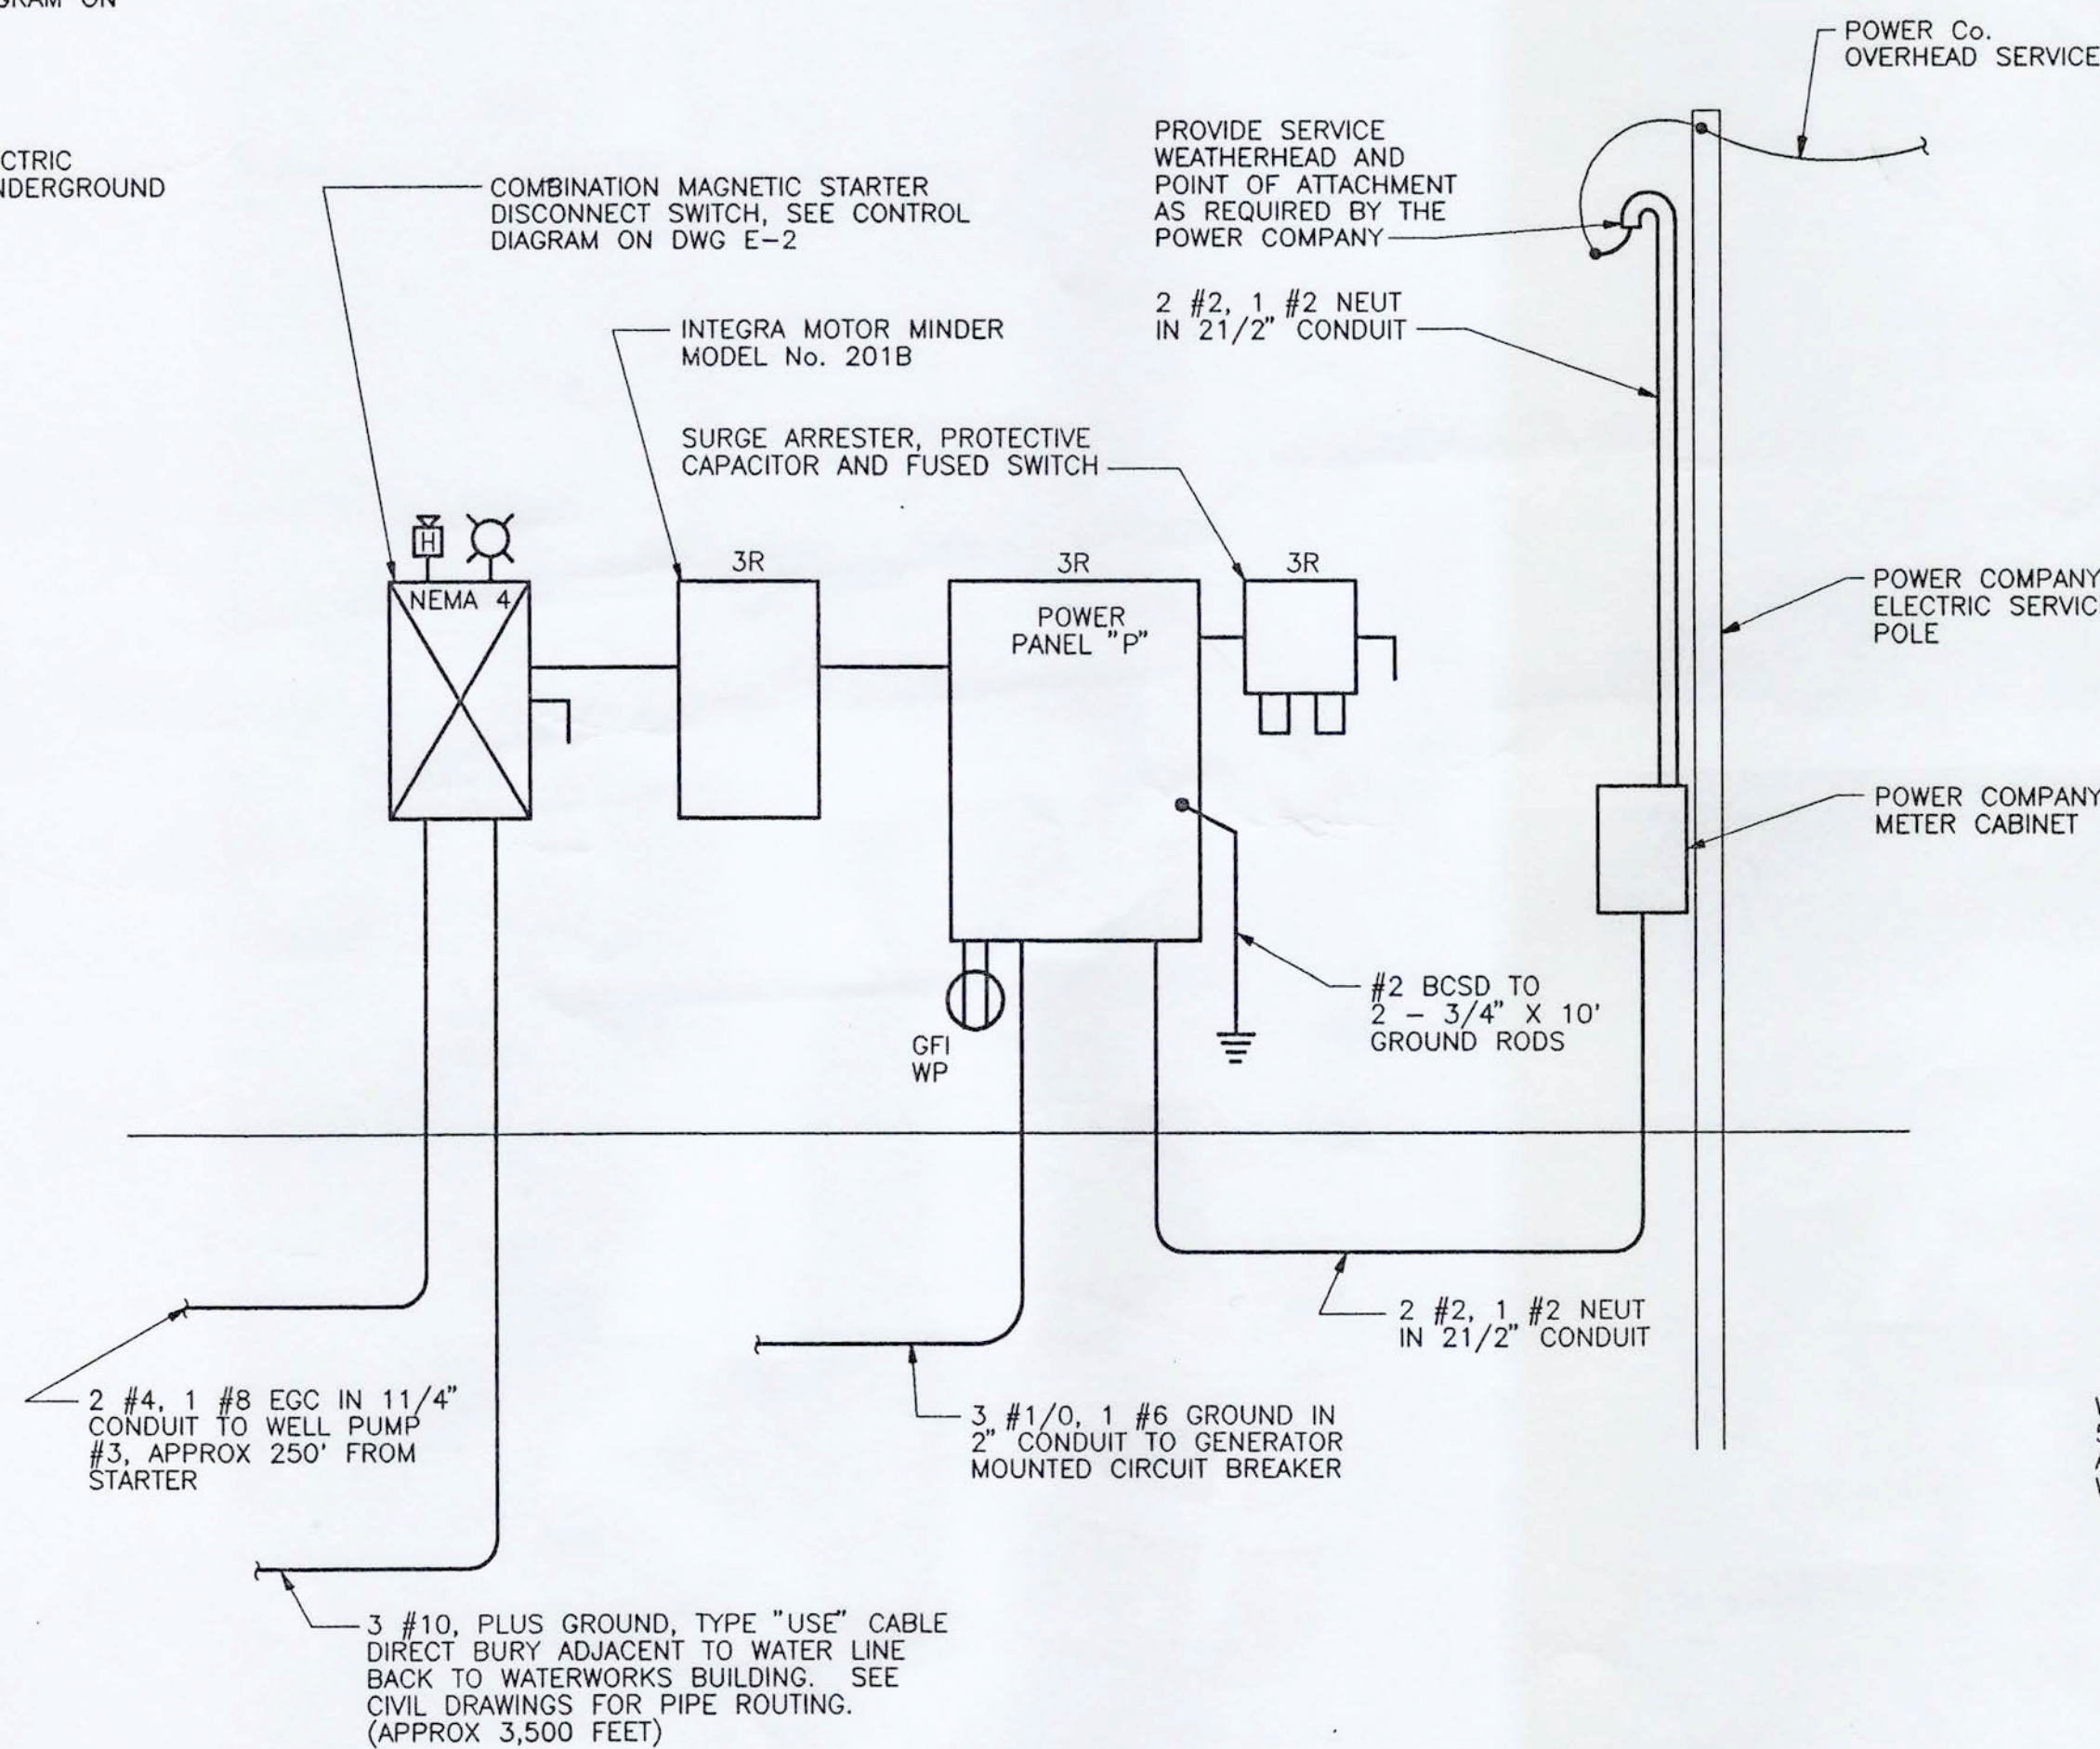 POWER Co.
OVERHEAD SERVICE
UNDERGROUND
COMBINATION MAGNETIC STARTER
DISCONNECT SWITCH, SEE CONTROL
DIAGRAM ON DWG E-2
PROVIDE SERVICE
WEATHERHEAD AND
POINT OF ATTACHMENT
AS REQUIRED BY THE
POWER COMPANY
2 #2, 1 #2 NEUT
IN 21/2" CONDUIT
INTEGRA MOTOR MINDER
MODEL No. 201B
SURGE ARRESTER, PROTECTIVE
CAPACITOR AND FUSED SWITCH
H
NEMA 4
3R
3R
POWER
PANEL "P"
3R
POWER COMPANY
ELECTRIC SERVIC
POLE
POWER COMPANY
METER CABINET
GFI
WP
#2 BCSD TO
2 - 3/4" X 10'
GROUND RODS
2 #2, 1 #2 NEUT
IN 21/2" CONDUIT
2 #4, 1 #8 EGC IN 11/4"
CONDUIT TO WELL PUMP
#3, APPROX 250' FROM
STARTER
3 #1/0, 1 #6 GROUND IN
2" CONDUIT TO GENERATOR
MOUNTED CIRCUIT BREAKER
3 #10, PLUS GROUND, TYPE "USE" CABLE
DIRECT BURY ADJACENT TO WATER LINE
BACK TO WATERWORKS BUILDING. SEE
CIVIL DRAWINGS FOR PIPE ROUTING.
(APPROX 3,500 FEET)